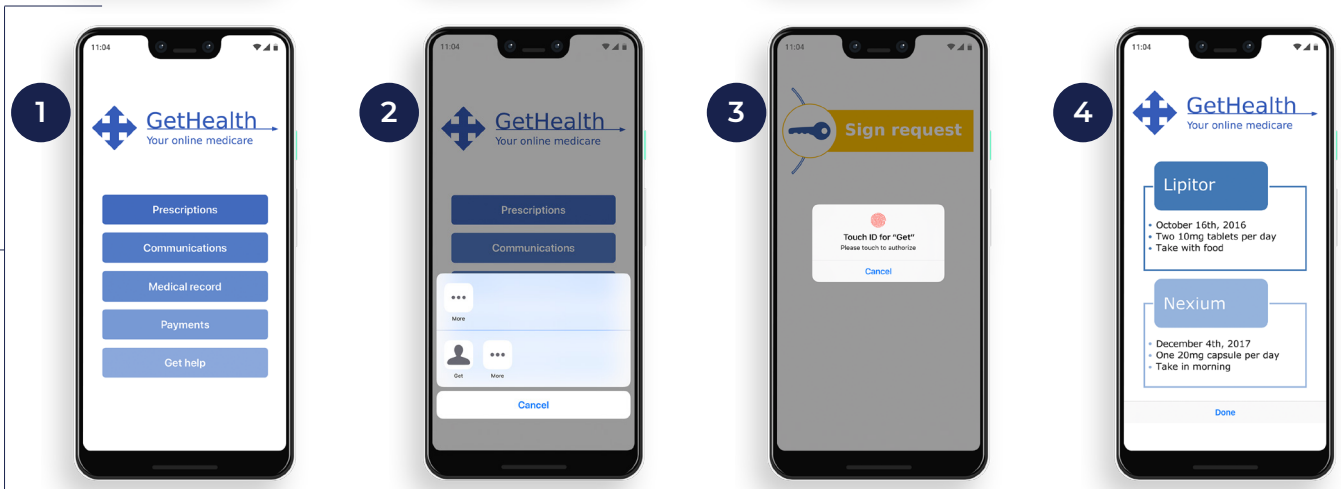 1
11:04
GetHealth
Your online medicare
Prescriptions
Communications
Medical record
Payments
Get help
2
11:04
GetHealth
Your online medicare
Prescriptions
Communications
More
Get
More
Cancel
3
11:04
Sign request
Touch ID for “Get”
Please touch to authorize
Cancel
4
11:04
GetHealth
Your online medicare
Lipitor
• October 16th, 2016
• Two 10mg tablets per day
• Take with food
Nexium
• December 4th, 2017
• One 20mg capsule per day
• Take in morning
Done